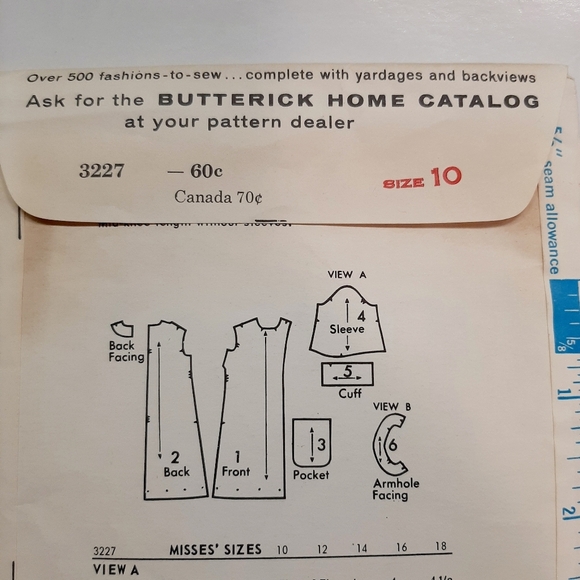 Over 500 fashions-to-sew...complete with yardages and backviews
Ask for the BUTTERICK HOME CATALOG
at your pattern dealer
3227 — 60c
Canada 70¢
SIZE 10
seam allowance
5/8
1
2
VIEW A
4
Sleeve
5
Cuff
Back
Facing
2
Back
1
Front
3
Pocket
VIEW B
6
Armhole
Facing
3227 MISSES' SIZES 10 12 14 16 18
VIEW A